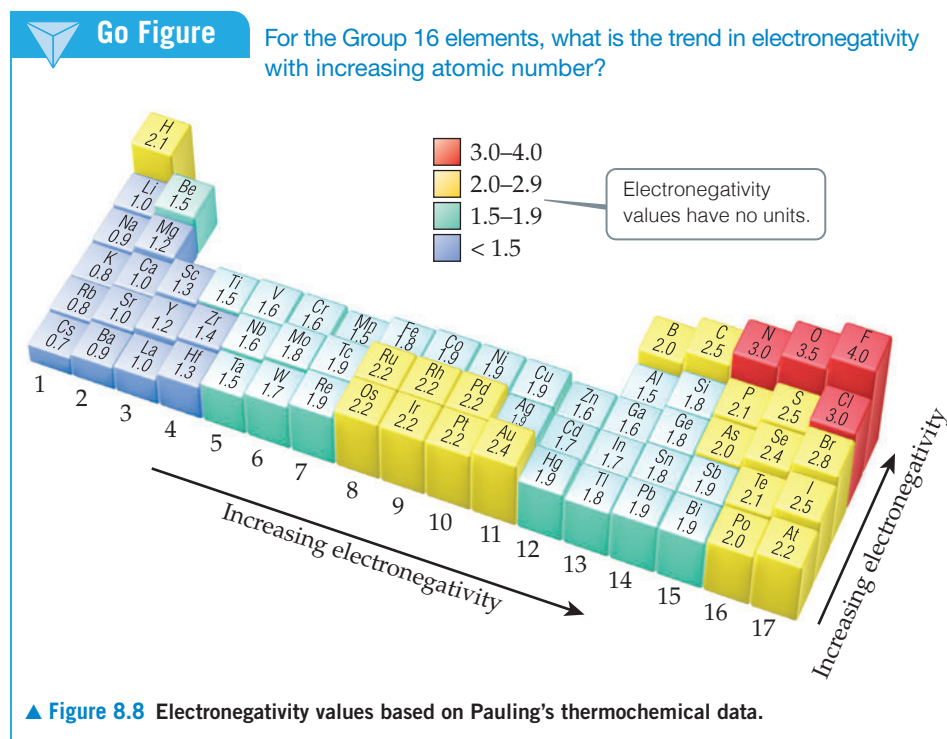 Go Figure
For the Group 16 elements, what is the trend in electronegativity
with increasing atomic number?
3.0–4.0
2.0–2.9
1.5–1.9
< 1.5
Electronegativity
values have no units.
H
2.1
Li
1.0
Be
1.5
Na
0.9
Mg
1.2
K
0.8
Ca
1.0
Sc
1.3
Ti
1.5
V
1.6
Cr
1.6
Mn
1.5
Fe
1.8
Co
1.9
Ni
1.9
Cu
1.9
Zn
1.6
Ga
1.6
Ge
1.8
As
2.0
Se
2.4
Br
2.8
Rb
0.8
Sr
1.0
Y
1.2
Zr
1.4
Nb
1.6
Mo
1.8
Tc
1.9
Ru
2.2
Rh
2.2
Pd
2.2
Ag
1.9
Cd
1.7
In
1.7
Sn
1.8
Sb
1.9
Te
2.1
I
2.5
Cs
0.7
Ba
0.9
La
1.0
Hf
1.3
Ta
1.5
W
1.7
Re
1.9
Os
2.2
Ir
2.2
Pt
2.2
Au
2.4
Hg
1.9
Tl
1.8
Pb
1.9
Bi
1.9
Po
2.0
At
2.2
B
2.0
C
2.5
N
3.0
O
3.5
F
4.0
Al
1.5
Si
1.8
P
2.1
S
2.5
Cl
3.0
1
2
3
4
5
6
7
8
9
10
11
12
13
14
15
16
17
Increasing electronegativity
Increasing electronegativity
▲ Figure 8.8 Electronegativity values based on Pauling's thermochemical data.